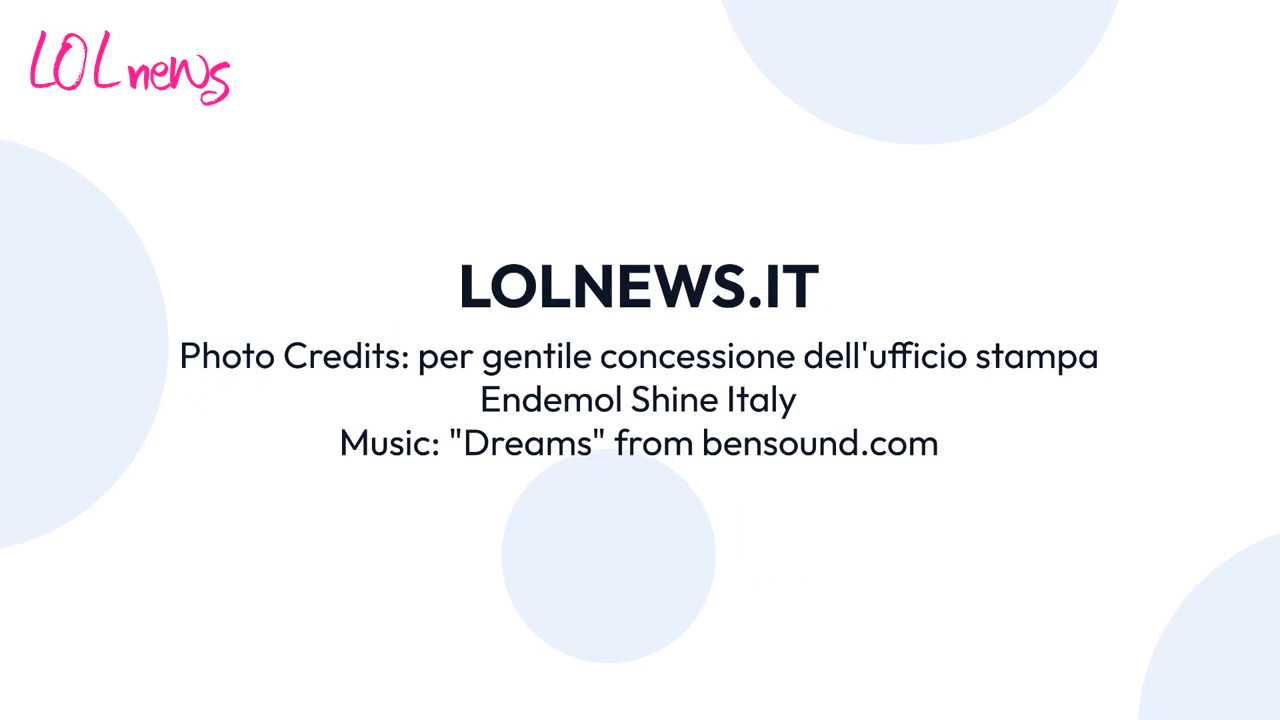 LOL news
LOLNEWS.IT
Photo Credits: per gentile concessione dell'ufficio stampa
Endemol Shine Italy
Music: "Dreams" from bensound.com